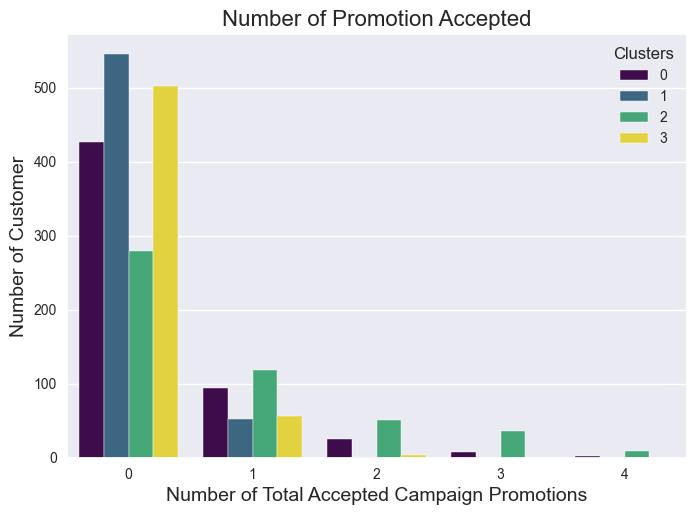 Number of Promotion Accepted
Clusters
0
1
2
3
Number of Customer
500
400
300
200
100
0
0 1 2 3 4
Number of Total Accepted Campaign Promotions